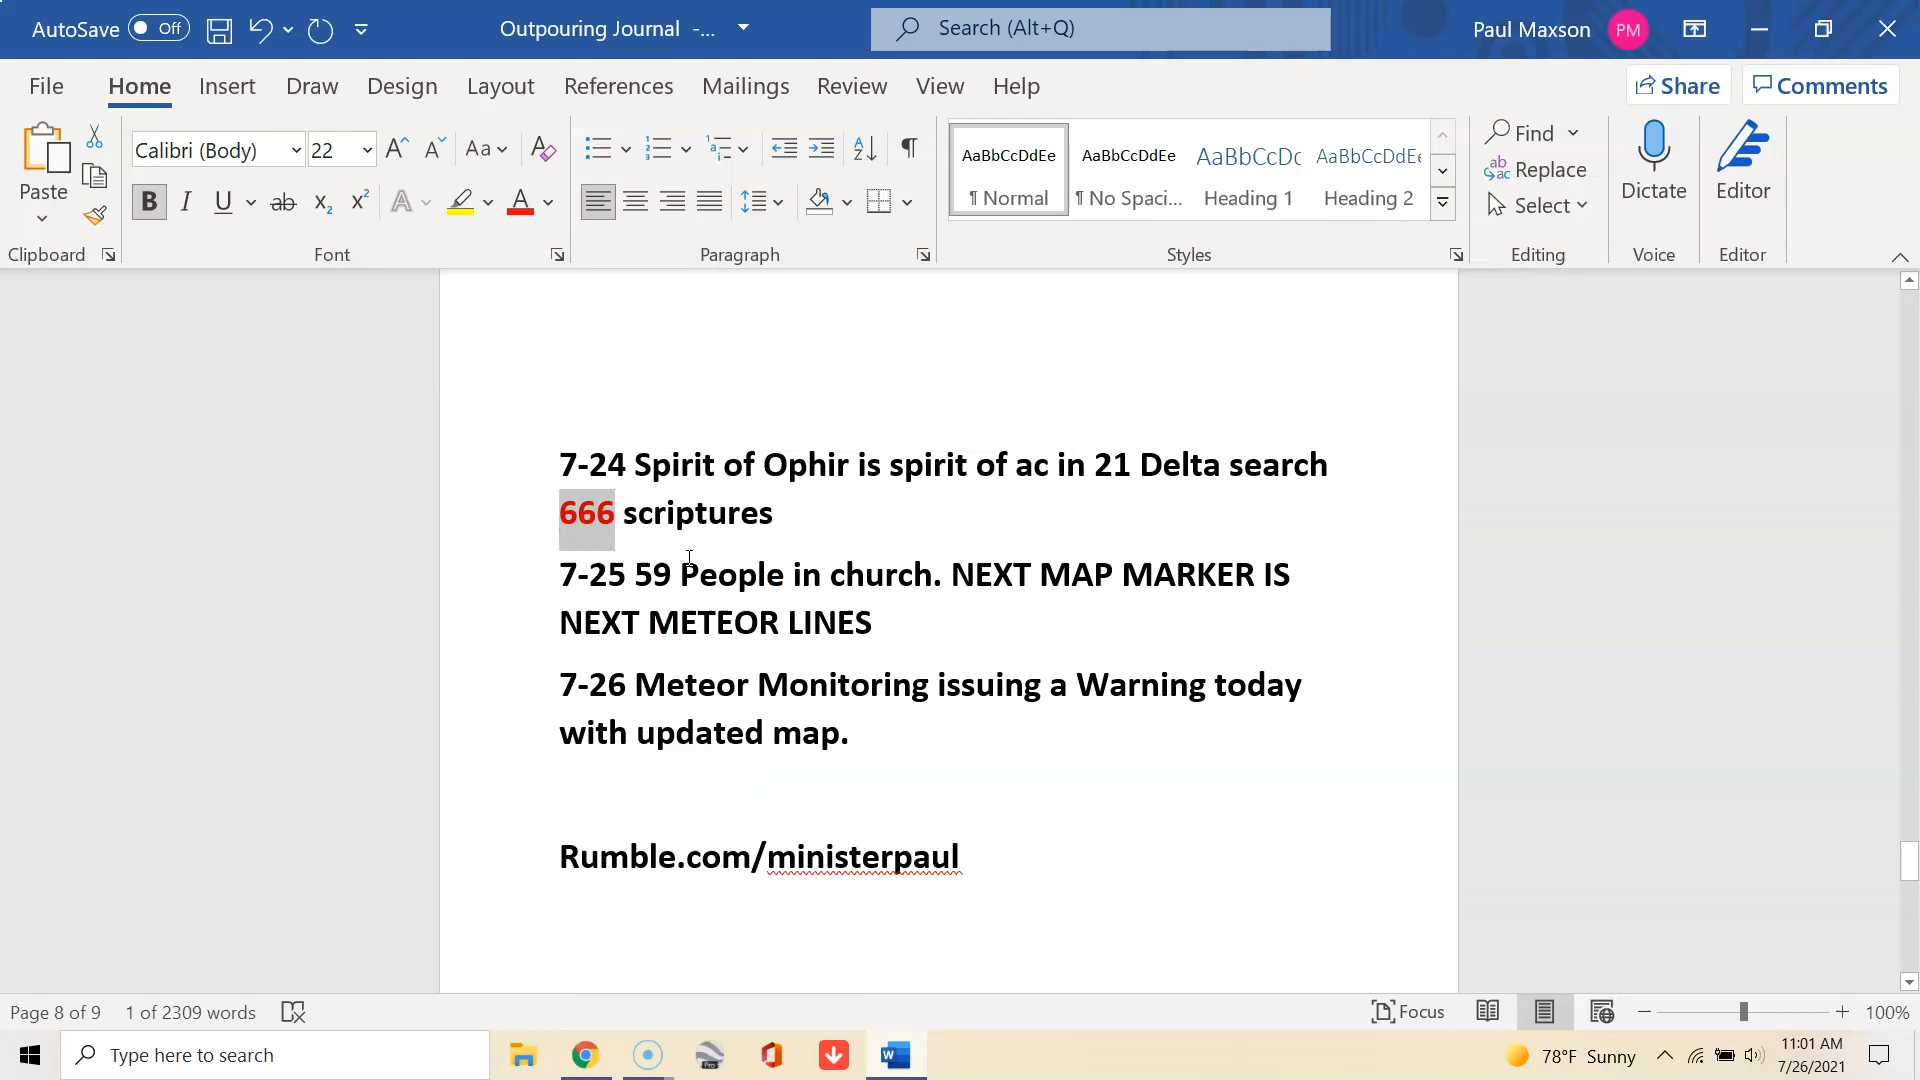 AutoSave Off Outpouring Journal -... Search (Alt+Q) Paul Maxson PM
File Home Insert Draw Design Layout References Mailings Review View Help Share Comments
Paste
Clipboard
Calibri (Body) 22 Aa
B I U ab x₂ x² A A
Font
Paragraph
AaBbCcDdEe AaBbCcDdEe AaBbCcDc AaBbCcDdEe
¶ Normal ¶ No Spaci... Heading 1 Heading 2
Styles
Find
Replace
Select
Editing
Dictate
Voice
Editor
Editor
7-24 Spirit of Ophir is spirit of ac in 21 Delta search
666 scriptures
7-25 59 People in church. NEXT MAP MARKER IS
NEXT METEOR LINES
7-26 Meteor Monitoring issuing a Warning today
with updated map.
Rumble.com/ministerpaul
Page 8 of 9 1 of 2309 words Focus 100%
Type here to search 78°F Sunny 11:01 AM
7/26/2021